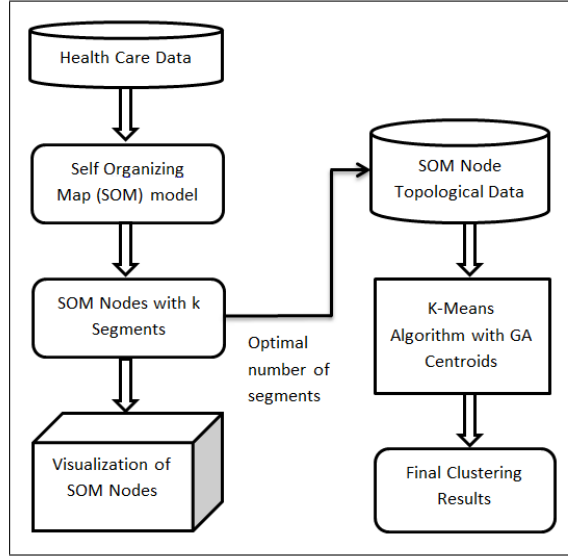 Health Care Data
Self Organizing
Map (SOM) model
SOM Nodes with k
Segments
Visualization of
SOM Nodes
Optimal
number of
segments
SOM Node
Topological Data
K-Means
Algorithm with GA
Centroids
Final Clustering
Results